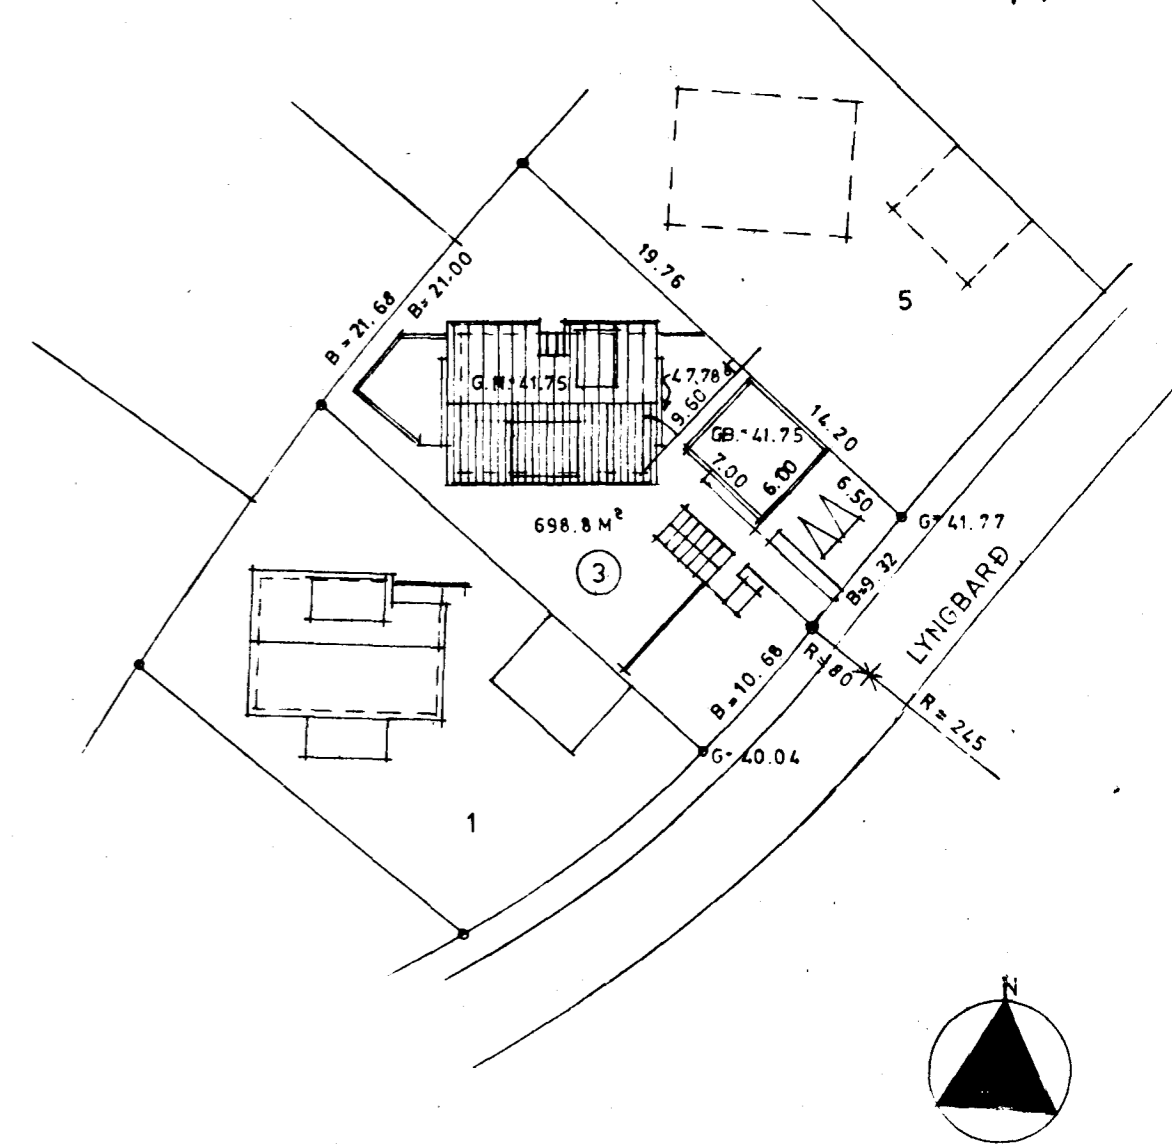 19.76
B = 21.00
B = 21.68
5
47,78
G.N = 41.75
9.60
14.20
GB. = 41.75
7.00
6.00
6.50
698.8 M²
G = 41.77
3
B = 9.32
LYNGBARÐ
R = 80
B = 10.68
R = 245
G = 40.04
1
N